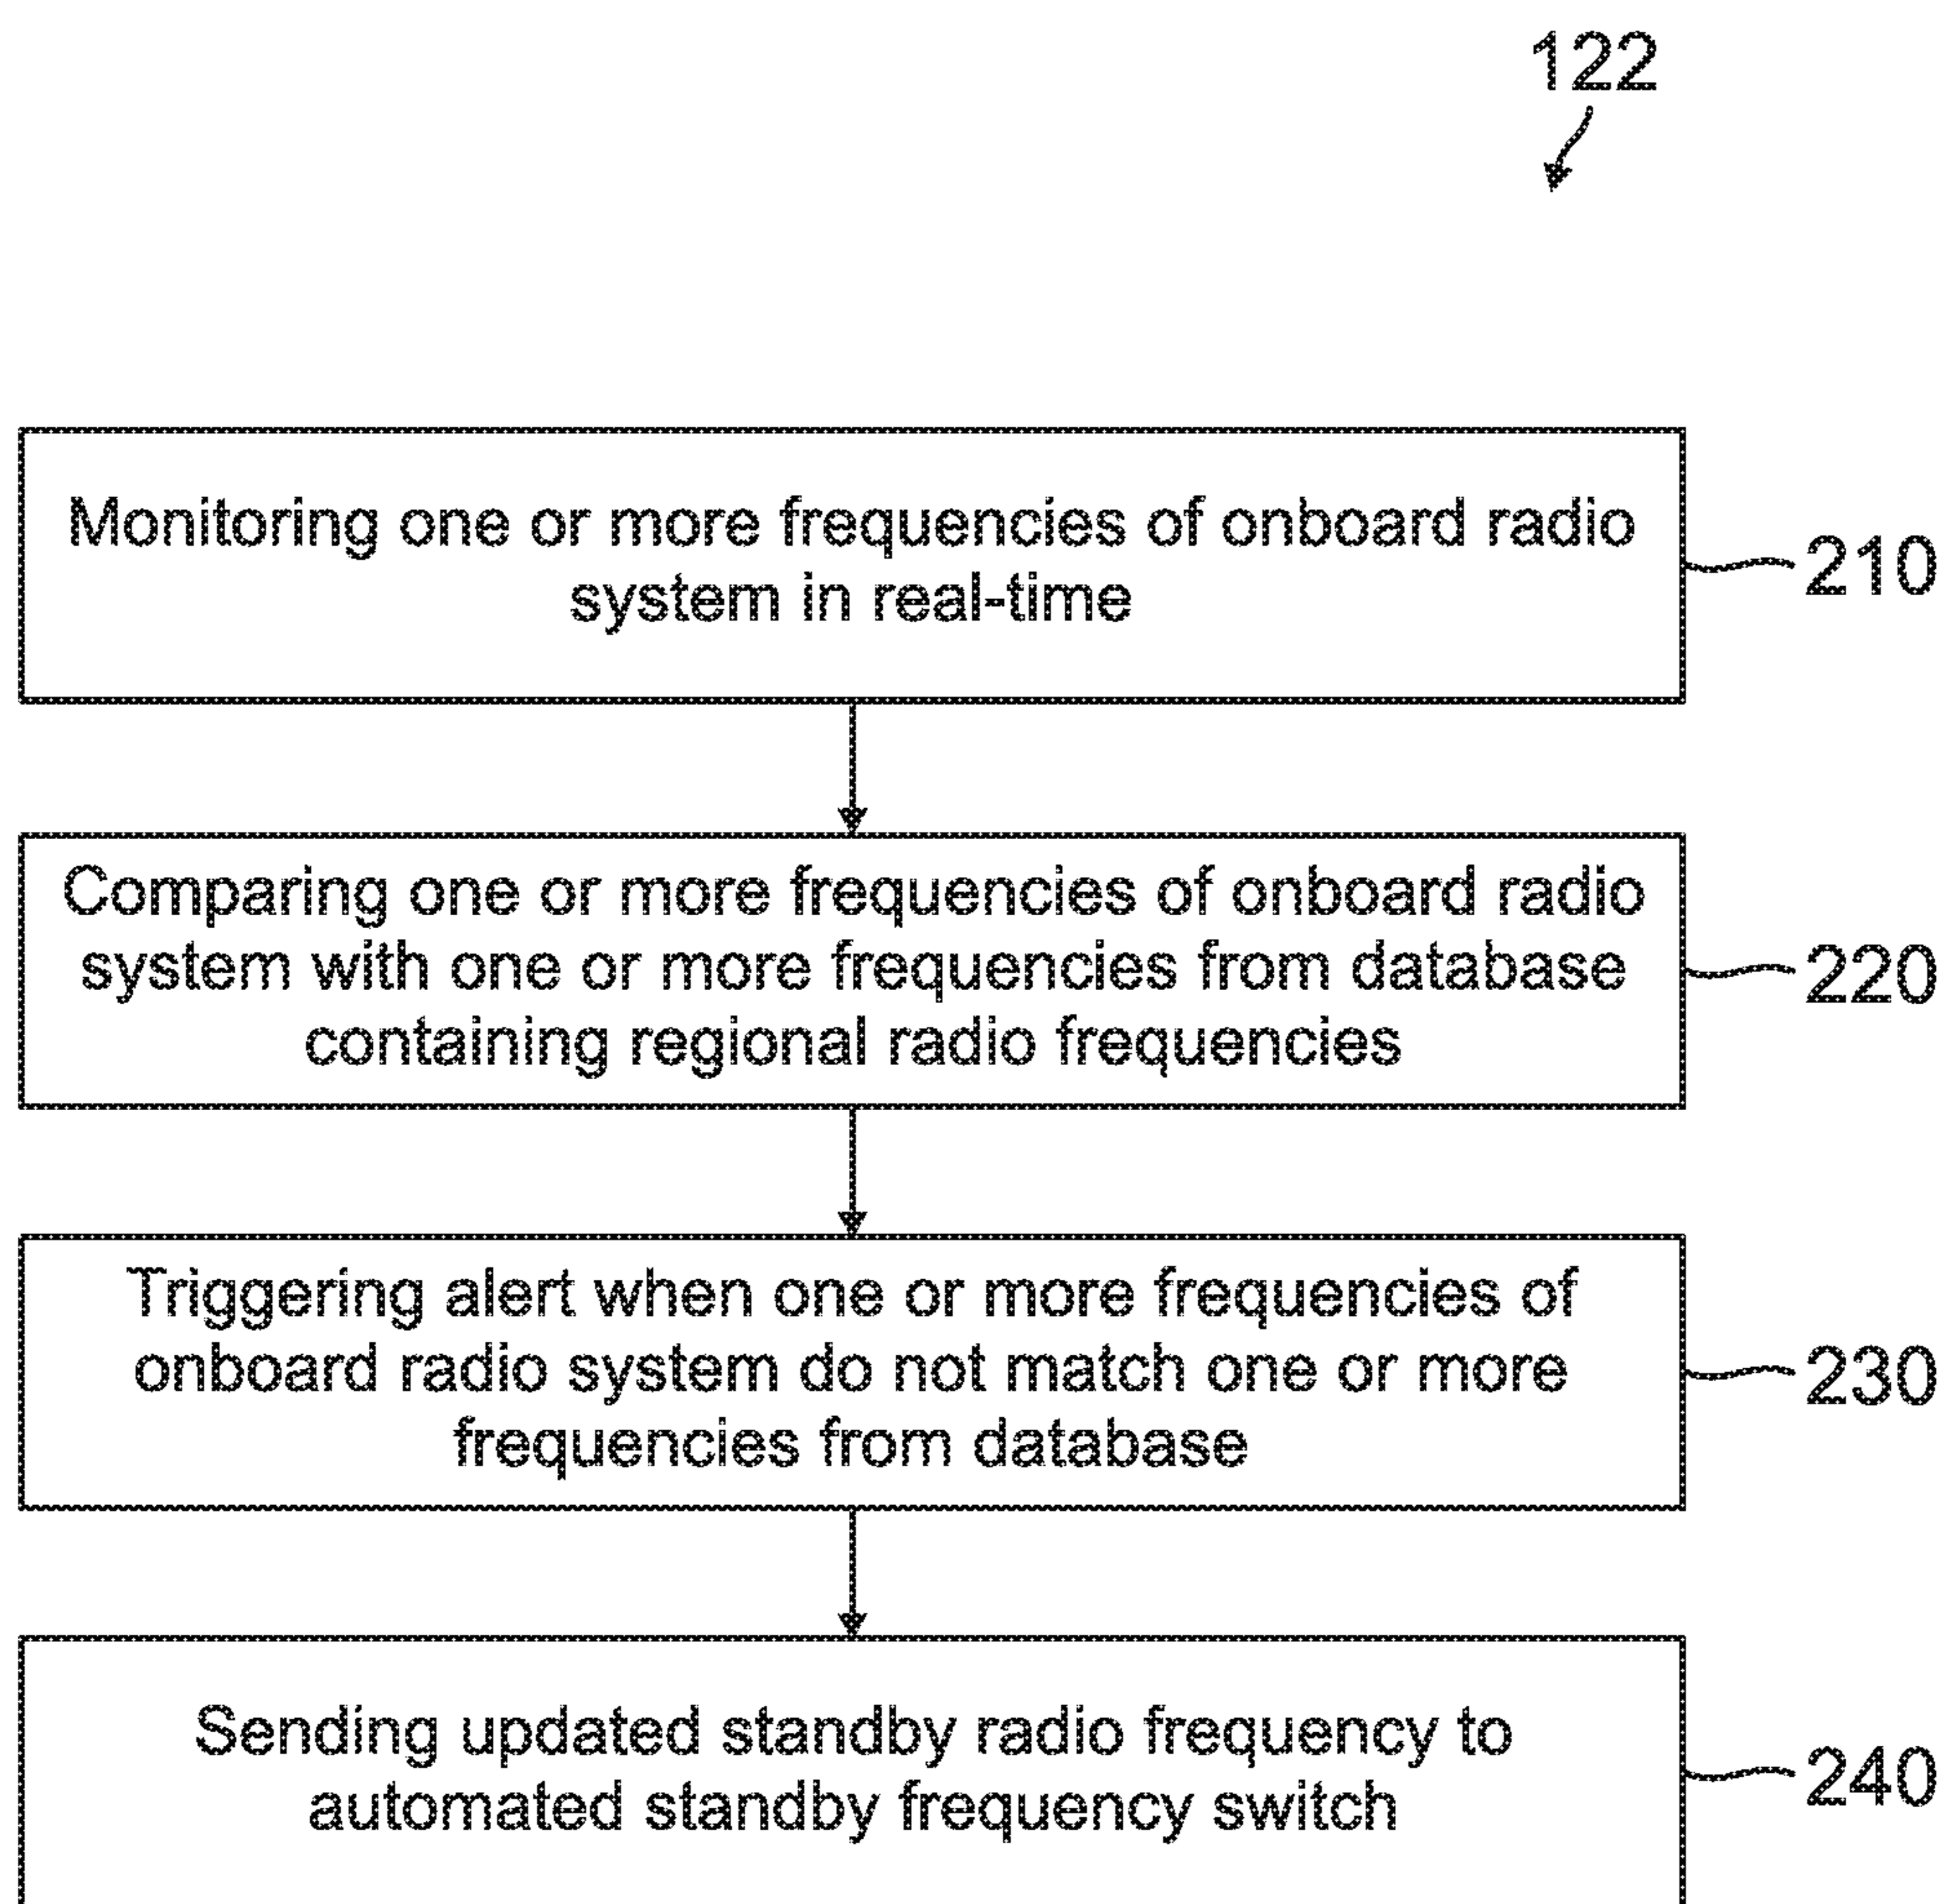 122
Monitoring one or more frequencies of onboard radio
system in real-time
210
Comparing one or more frequencies of onboard radio
system with one or more frequencies from database
containing regional radio frequencies
220
Triggering alert when one or more frequencies of
onboard radio system do not match one or more
frequencies from database
230
Sending updated standby radio frequency to
automated standby frequency switch
240